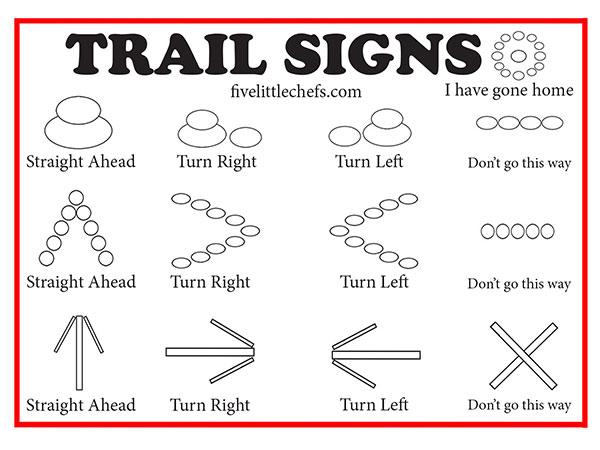 TRAIL SIGNS
fivelittlechefs.com
I have gone home
Straight Ahead
Turn Right
Turn Left
Don't go this way
Straight Ahead
Turn Right
Turn Left
Don't go this way
Straight Ahead
Turn Right
Turn Left
Don't go this way